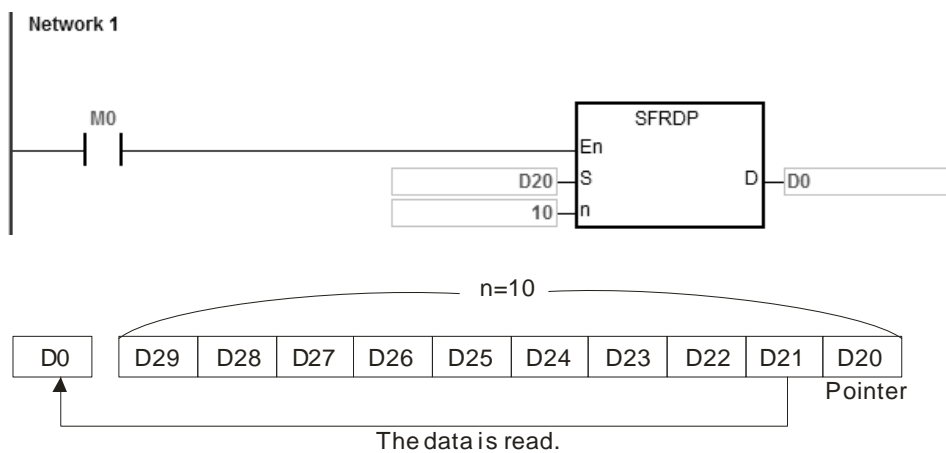 Network 1
M0
SFRDP
En
D20 S D D0
10 n
n=10
D0 D29 D28 D27 D26 D25 D24 D23 D22 D21 D20
Pointer
The data is read.